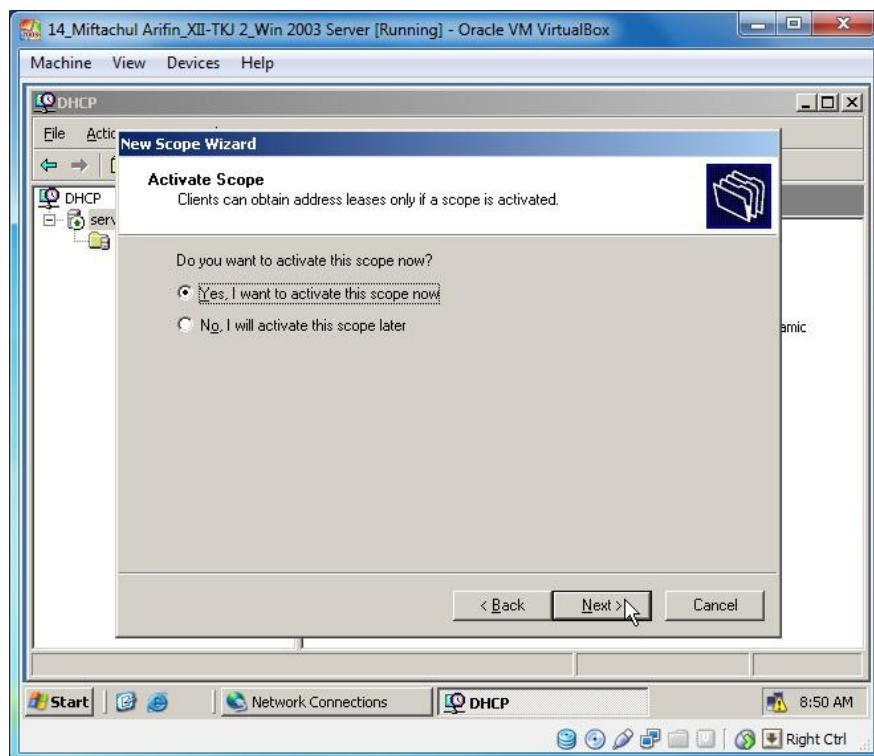 14_Miftachul Arifin_XII-TKJ 2_Win 2003 Server [Running] - Oracle VM VirtualBox
Machine View Devices Help
DHCP
File Actic
New Scope Wizard
Activate Scope
Clients can obtain address leases only if a scope is activated.
DHCP
serv
Do you want to activate this scope now?
Yes, I want to activate this scope now
No, I will activate this scope later
amic
< Back Next > Cancel
Start Network Connections DHCP 8:50 AM
Right Ctrl